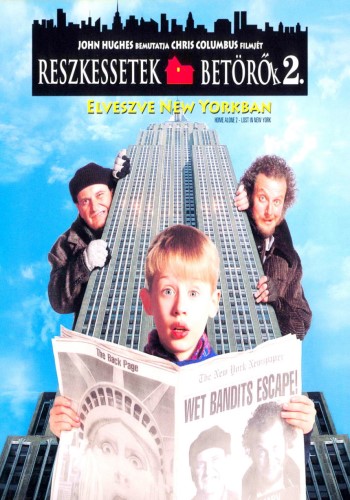 JOHN HUGHES BEMUTATJA CHRIS COLUMBUS FILMJÉT
RESZKESSETEK BETÖRŐK 2.
ELVESZVE NEW YORKBAN
HOME ALONE 2 - LOST IN NEW YORK
The Back Page
The New York Newspaper
WET BANDITS ESCAPE!